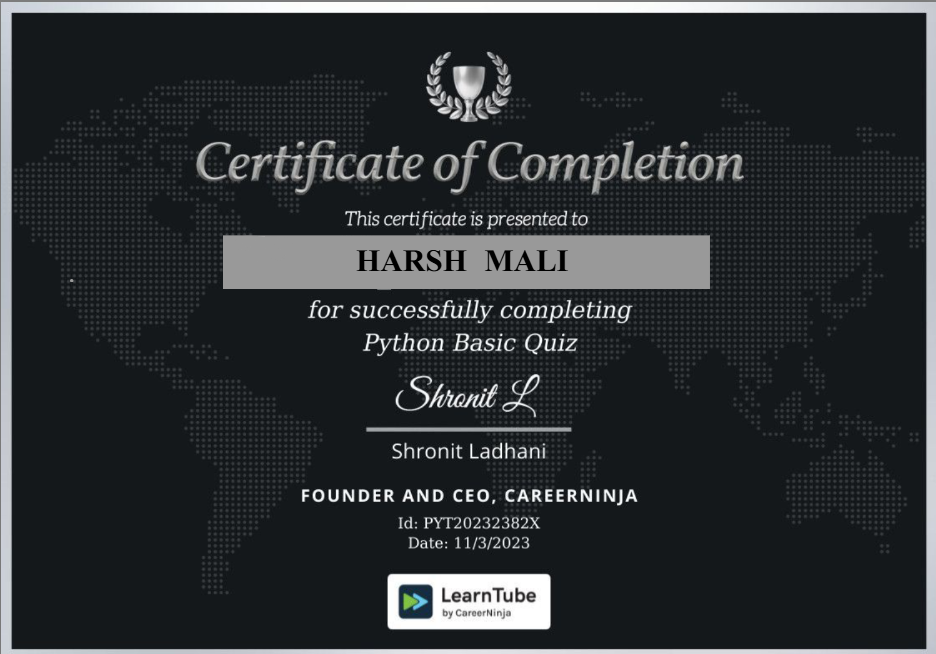 Certificate of Completion
This certificate is presented to
HARSH MALI
for successfully completing
Python Basic Quiz
Shronit L
Shronit Ladhani
FOUNDER AND CEO, CAREERNINJA
Id: PYT20232382X
Date: 11/3/2023
LearnTube
by CareerNinja